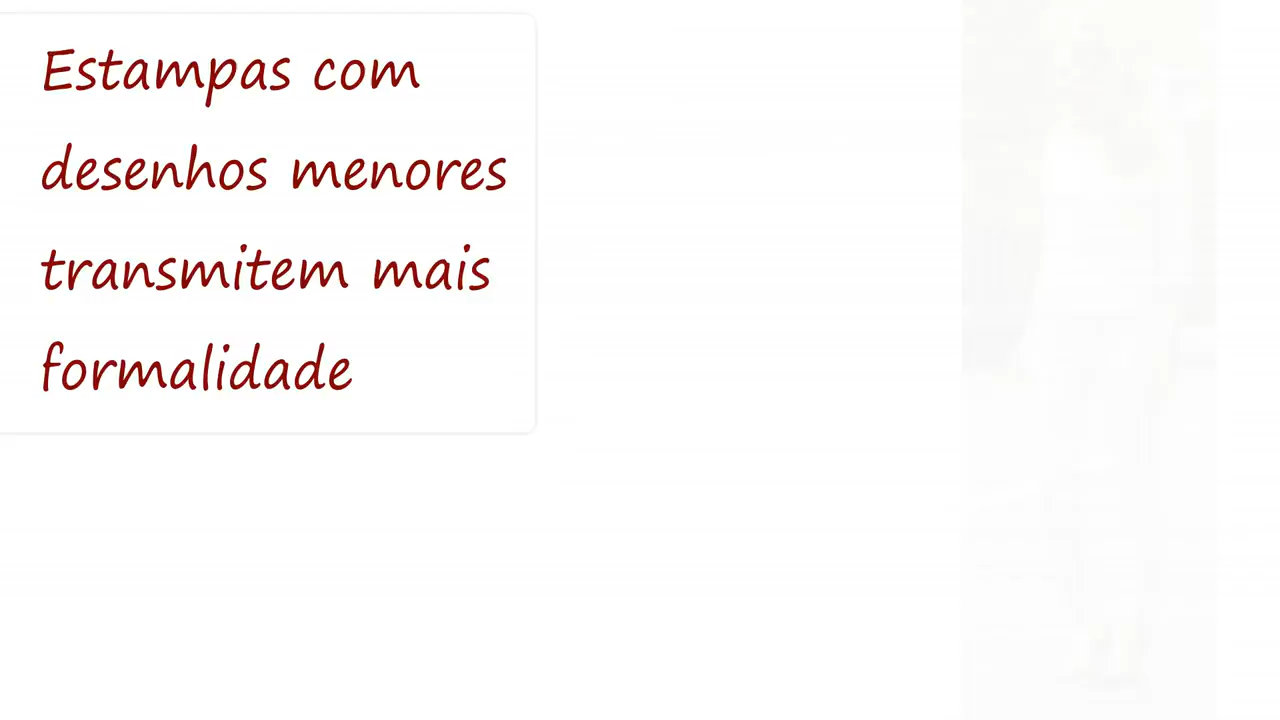 Estampas com
desenhos menores
transmitem mais
formalidade